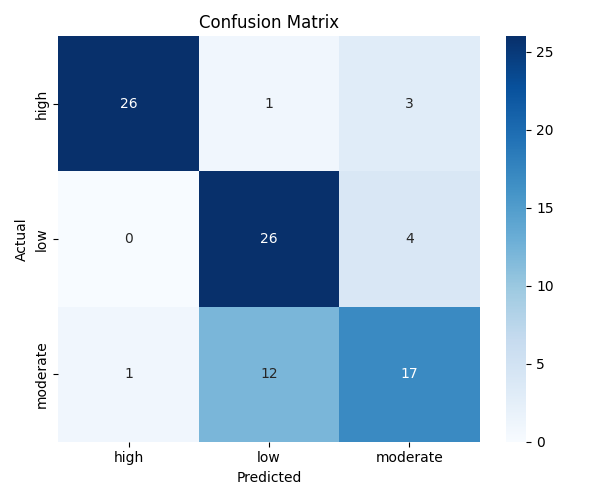 Confusion Matrix
high 26 1 3
low 0 26 4
moderate 1 12 17
high low moderate
Predicted
Actual
25
20
15
10
5
0